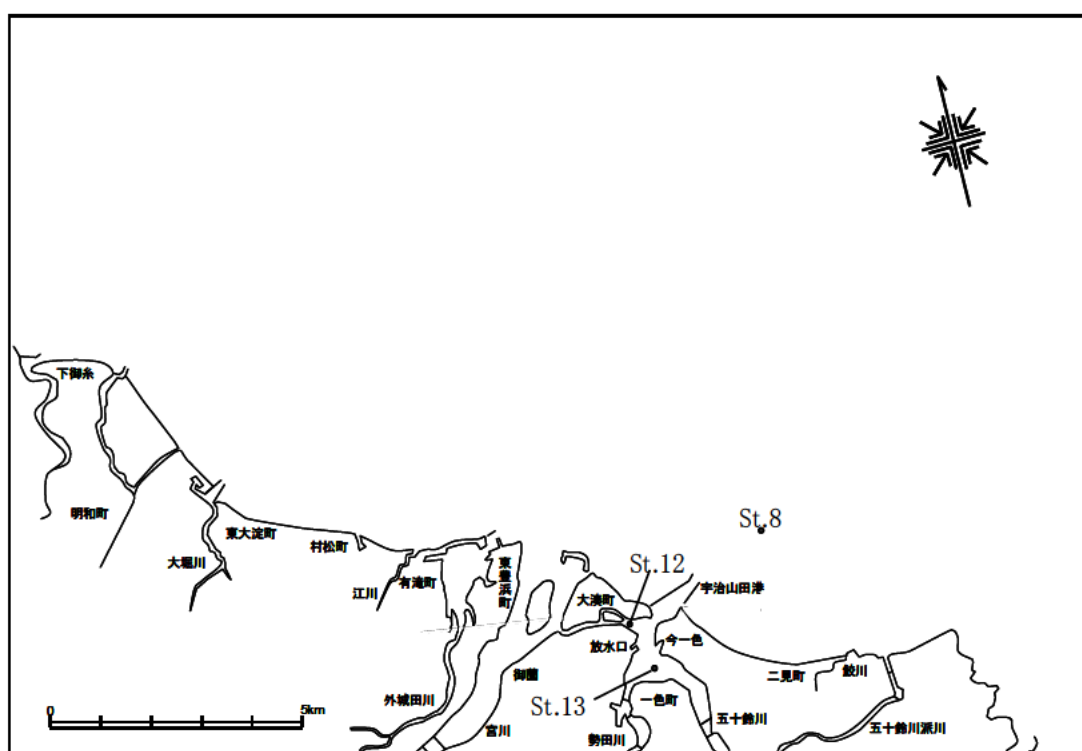 下御糸
明和町
東大淀町
大堀川
村松町
江川
有滝町
東豊浜町
外城田川
宮川
御薗
大湊町
St.12
St.8
宇治山田港
放水口
今一色
St.13
一色町
勢田川
二見町
鮫川
五十鈴川
五十鈴川派川
0
5km